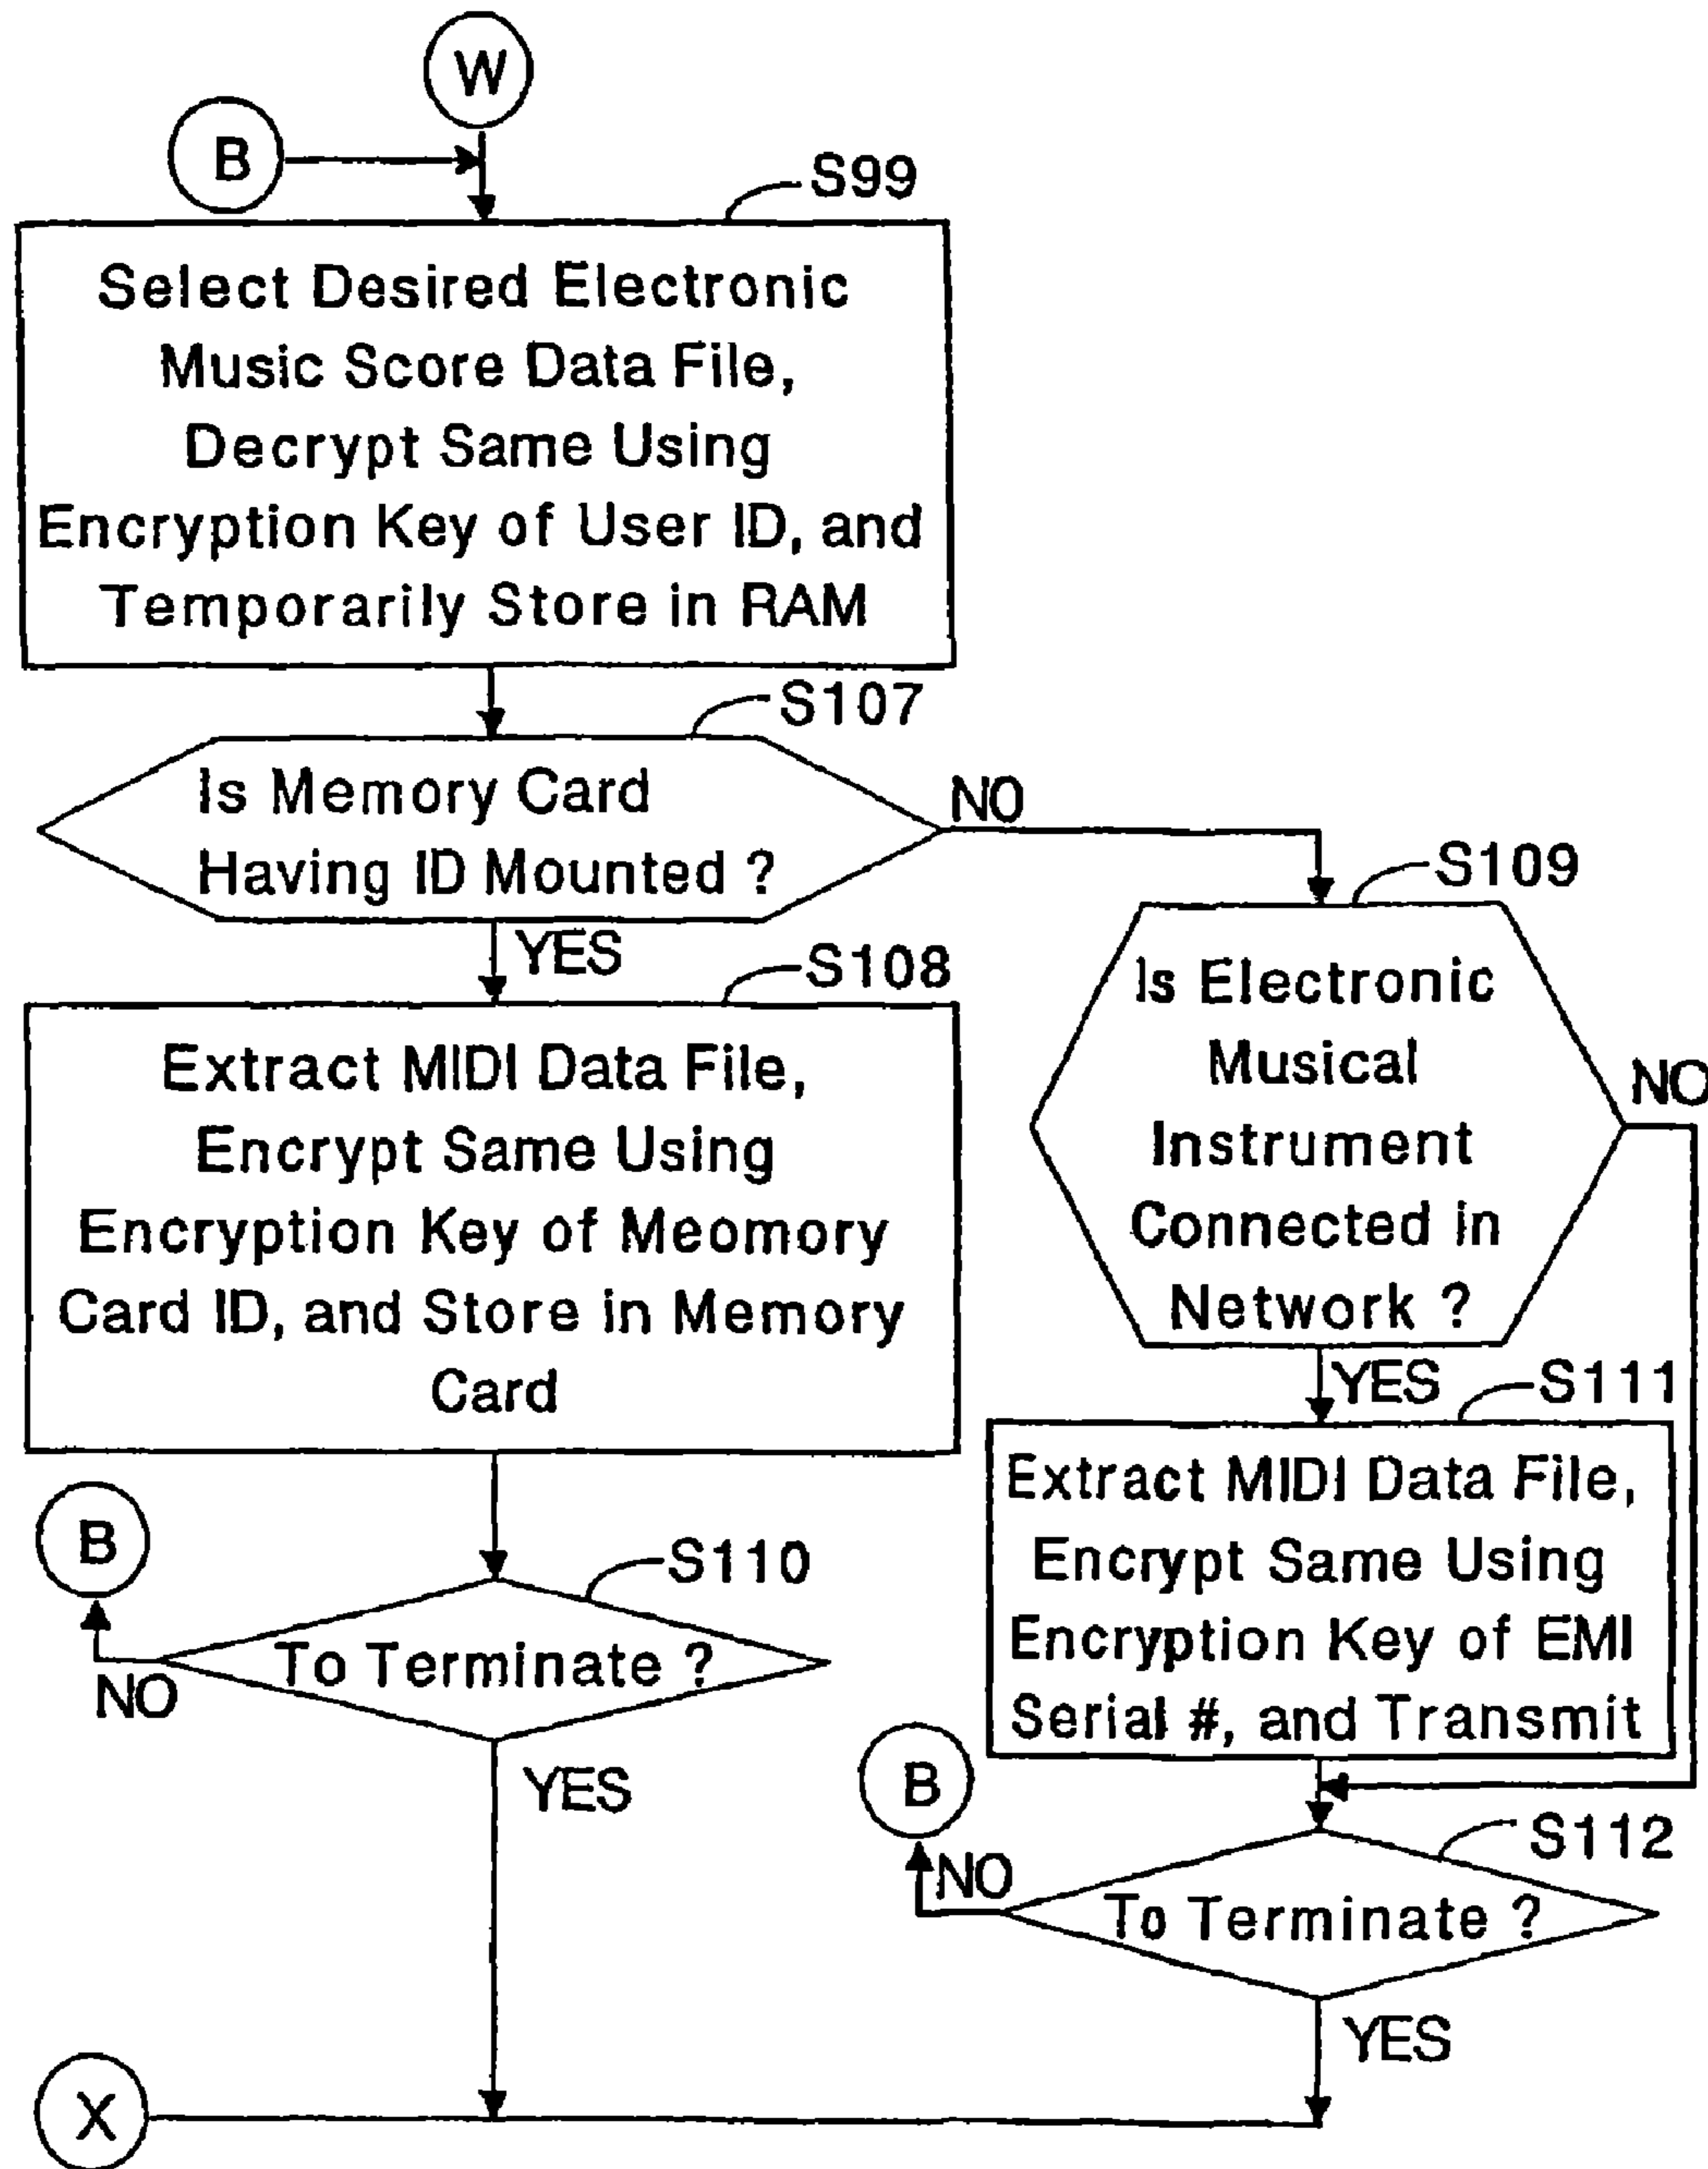 W
B
S99
Select Desired Electronic
Music Score Data File,
Decrypt Same Using
Encryption Key of User ID, and
Temporarily Store in RAM
S107
Is Memory Card
Having ID Mounted ?
NO
YES
S109
Is Electronic
Musical
Instrument
Connected in
Network ?
NO
YES
S108
Extract MIDI Data File,
Encrypt Same Using
Encryption Key of Meomory
Card ID, and Store in Memory
Card
S111
Extract MIDI Data File,
Encrypt Same Using
Encryption Key of EMI
Serial #, and Transmit
B
S110
To Terminate ?
NO
YES
B
S112
To Terminate ?
NO
YES
X